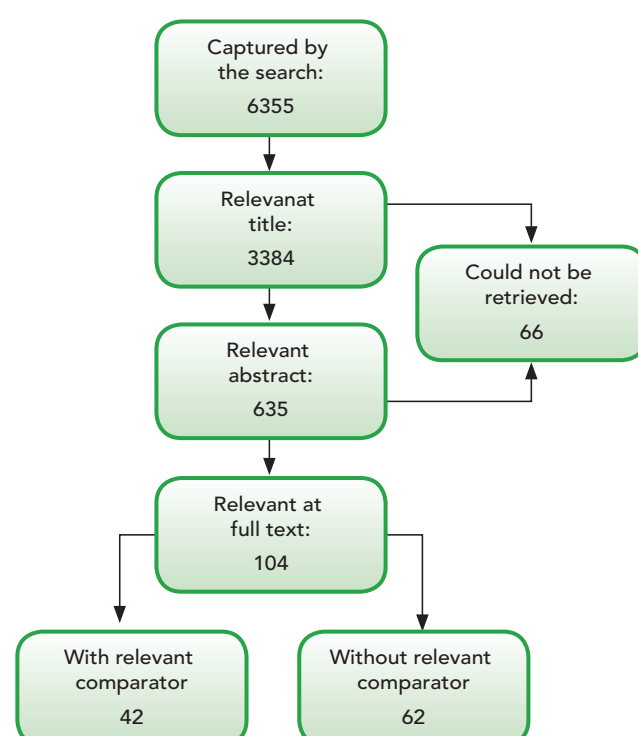 Captured by
the search:
6355
Relevanat
title:
3384
Could not be
retrieved:
66
Relevant
abstract:
635
Relevant at
full text:
104
With relevant
comparator
42
Without relevant
comparator
62